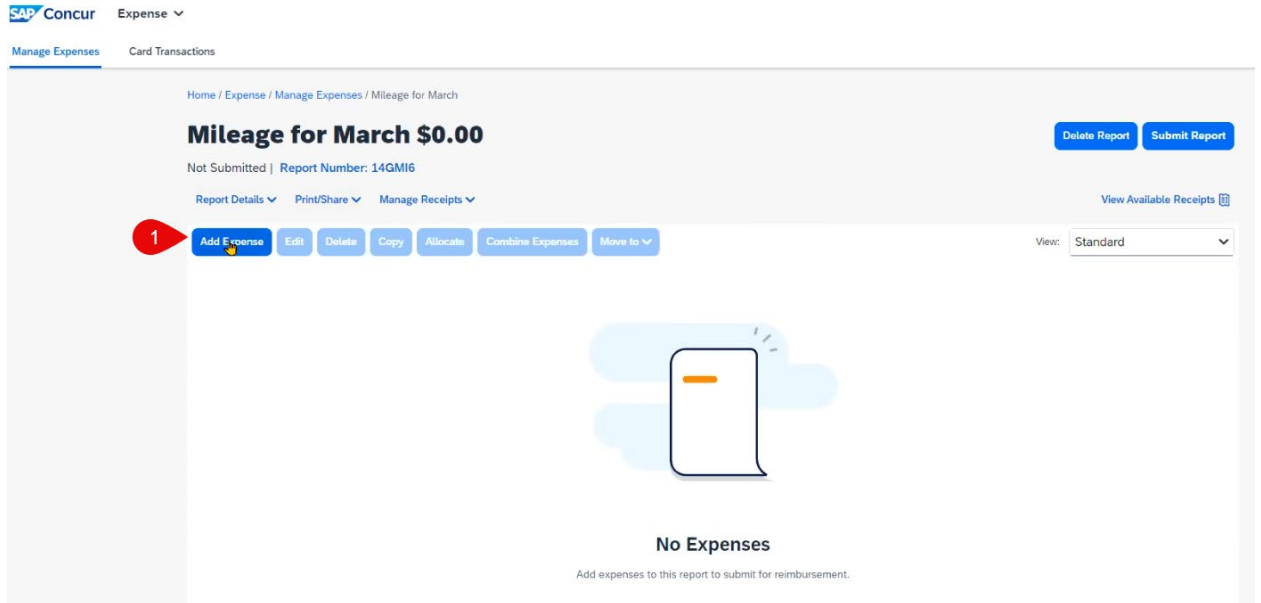 SAP Concur Expense
Manage Expenses Card Transactions
Home / Expense / Manage Expenses / Mileage for March
Mileage for March $0.00
Delete Report Submit Report
Not Submitted | Report Number: 14GMI6
Report Details Print/Share Manage Receipts View Available Receipts
1 Add Expense Edit Delete Copy Allocate Combine Expenses Move to View: Standard
No Expenses
Add expenses to this report to submit for reimbursement.